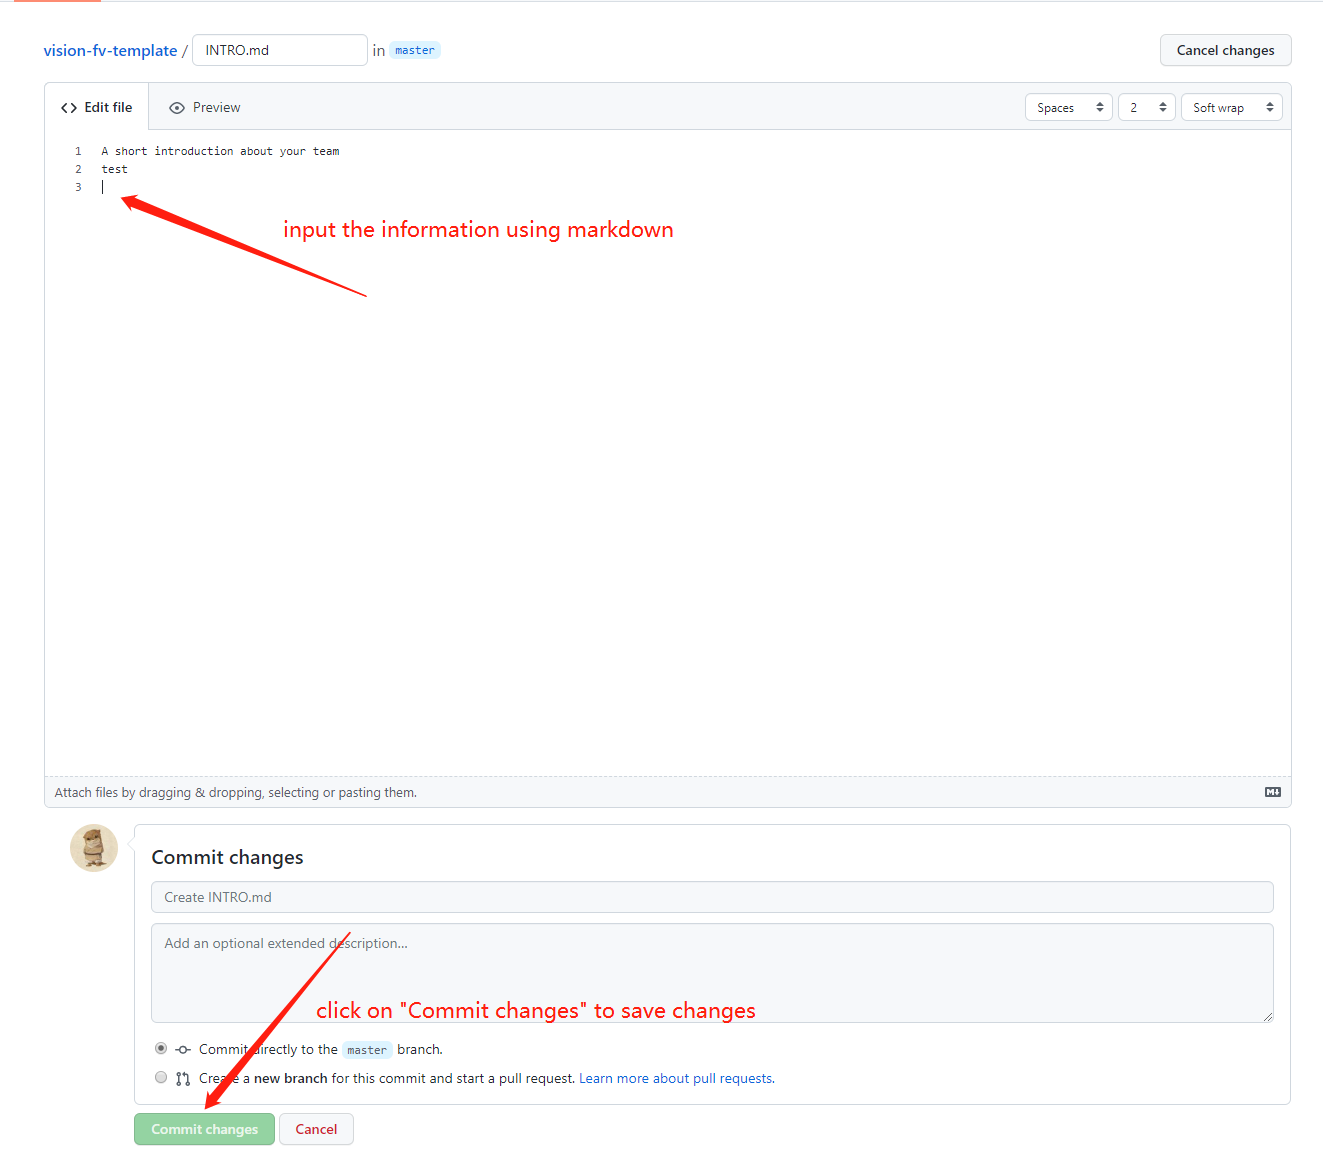 vision-fv-template / INTRO.md in master Cancel changes
Edit file Preview Spaces 2 Soft wrap
1 A short introduction about your team
2 test
3
input the information using markdown
Attach files by dragging & dropping, selecting or pasting them.
Commit changes
Create INTRO.md
Add an optional extended description...
click on "Commit changes" to save changes
Commit directly to the master branch.
Create a new branch for this commit and start a pull request. Learn more about pull requests.
Commit changes Cancel